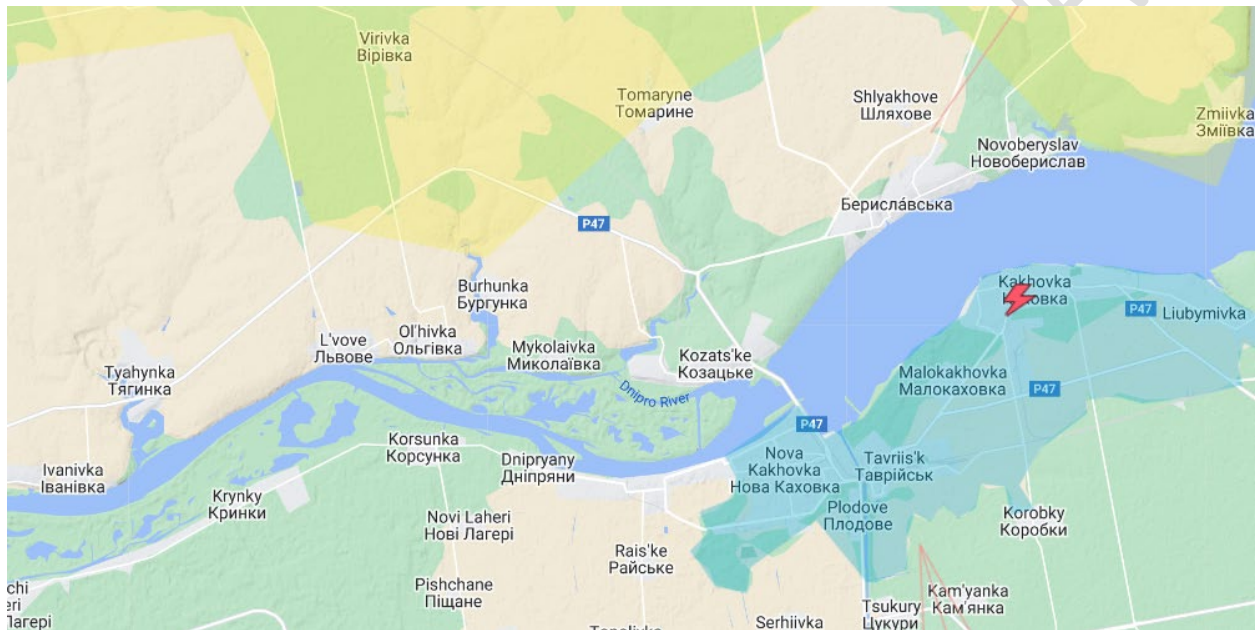 Virivka
Вірівка
Tomaryne
Томарине
Shlyakhove
Шляхове
Zmiivka
Зміївка
Novoberyslav
Новоберислав
Берисла́вська
P47
Burhunka
Бургунка
Kakhovka
P47
Liubymivka
L'vove
Львове
Ol'hivka
Ольгівка
Mykolaivka
Миколаївка
Kozats'ke
Козацьке
Tyahynka
Тягинка
Dnipro River
Malokakhovka
Малокаховка
P47
P47
Korsunka
Корсунка
Dnipryany
Дніпряни
Nova
Kakhovka
Нова Каховка
Tavriis'k
Таврійськ
Ivanivka
Іванівка
Krynky
Кринки
Plodove
Плодове
Korobky
Коробки
Novi Laheri
Нові Лагері
Rais'ke
Райське
Pishchane
Піщане
Kam'yanka
Кам'янка
Tsukury
Цукури
Serhiivka